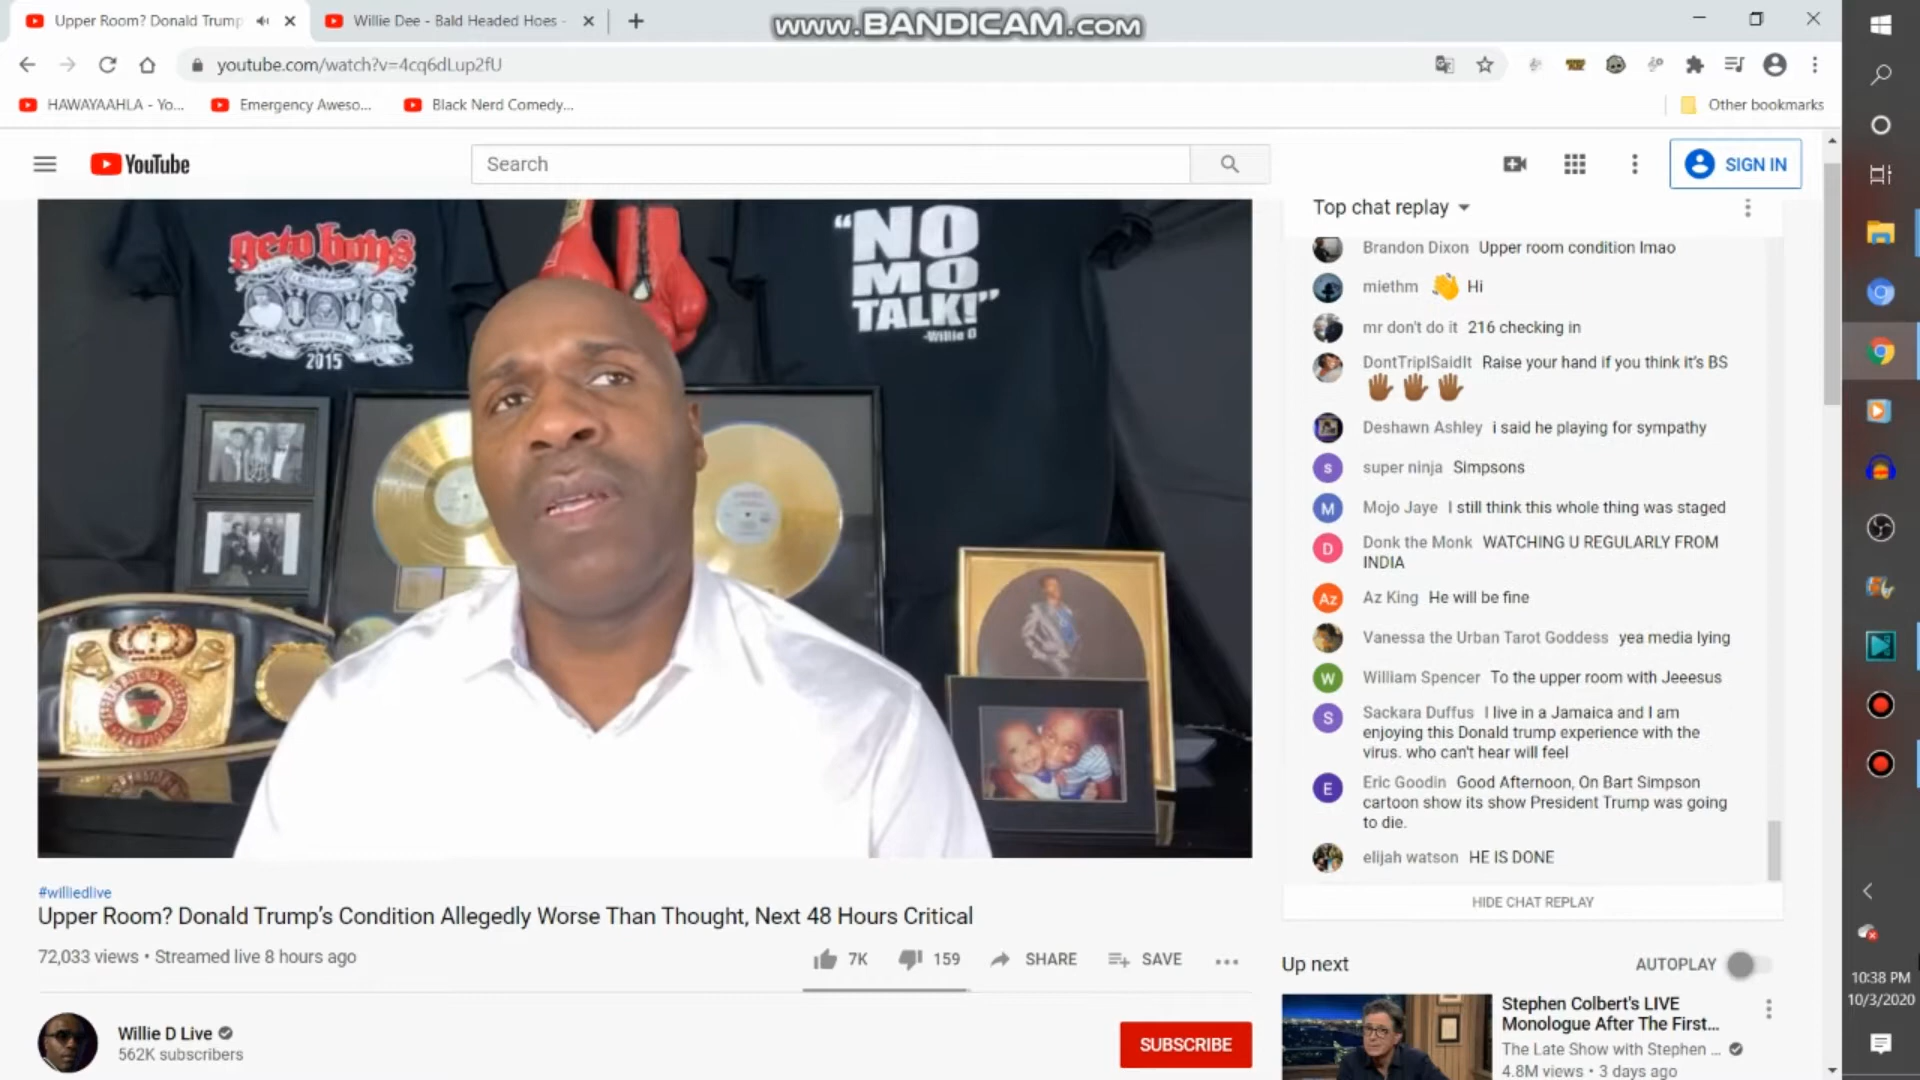 Upper Room? Donald Trump
Willie Dee - Bald Headed Hoes -
www.BANDICAM.com
youtube.com/watch?v=4cq6dLup2fU
HAWAYAAHLA - Yo...
Emergency Aweso...
Black Nerd Comedy...
Other bookmarks
YouTube
Search
SIGN IN
geto boys
2015
"NO
MO
TALK!"
-Willie D
Top chat replay
Brandon Dixon Upper room condition lmao
miethm 👋 Hi
mr don't do it 216 checking in
DontTripISaidIt Raise your hand if you think it's BS
🖐🏾 🖐🏾 🖐🏾
Deshawn Ashley i said he playing for sympathy
s super ninja Simpsons
M Mojo Jaye I still think this whole thing was staged
D Donk the Monk WATCHING U REGULARLY FROM
INDIA
Az Az King He will be fine
Vanessa the Urban Tarot Goddess yea media lying
W William Spencer To the upper room with Jeeesus
S Sackara Duffus I live in a Jamaica and I am
enjoying this Donald trump experience with the
virus. who can't hear will feel
E Eric Goodin Good Afternoon, On Bart Simpson
cartoon show its show President Trump was going
to die.
elijah watson HE IS DONE
HIDE CHAT REPLAY
#williedlive
Upper Room? Donald Trump's Condition Allegedly Worse Than Thought, Next 48 Hours Critical
72,033 views • Streamed live 8 hours ago
7K
159
SHARE
SAVE
Willie D Live
562K subscribers
SUBSCRIBE
Up next
AUTOPLAY
Stephen Colbert's LIVE
Monologue After The First...
The Late Show with Stephen ...
4.8M views • 3 days ago
10:38 PM
10/3/2020